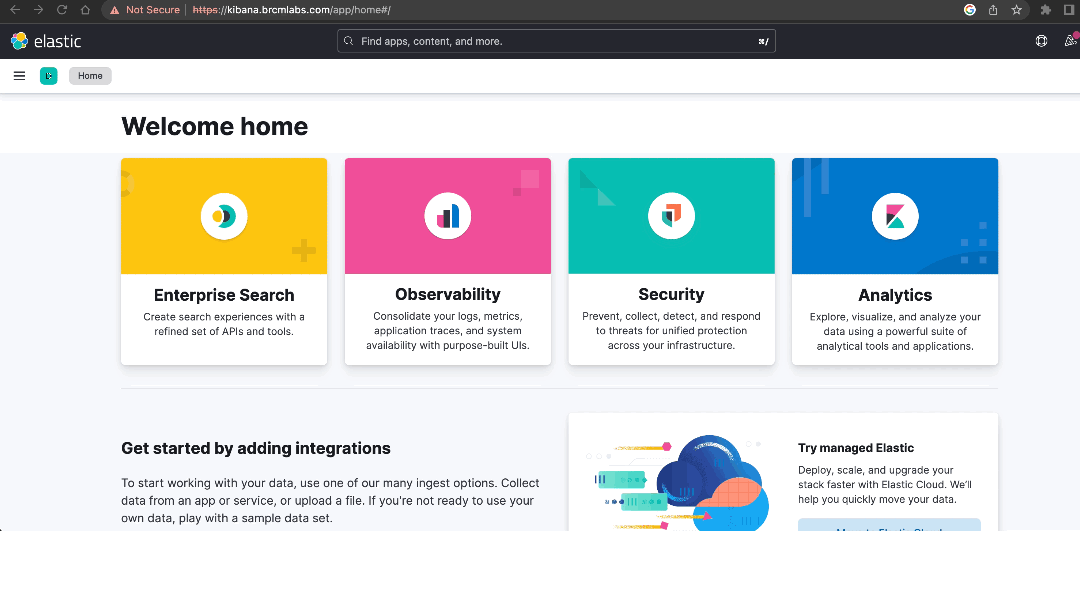 Not Secure | https://kibana.brcmlabs.com/app/home#/
elastic
Find apps, content, and more.
⌘/
Home
Welcome home
Enterprise Search
Create search experiences with a
refined set of APIs and tools.
Observability
Consolidate your logs, metrics,
application traces, and system
availability with purpose-built UIs.
Security
Prevent, collect, detect, and respond
to threats for unified protection
across your infrastructure.
Analytics
Explore, visualize, and analyze your
data using a powerful suite of
analytical tools and applications.
Get started by adding integrations
To start working with your data, use one of our many ingest options. Collect
data from an app or service, or upload a file. If you're not ready to use your
own data, play with a sample data set.
Try managed Elastic
Deploy, scale, and upgrade your
stack faster with Elastic Cloud. We'll
help you quickly move your data.